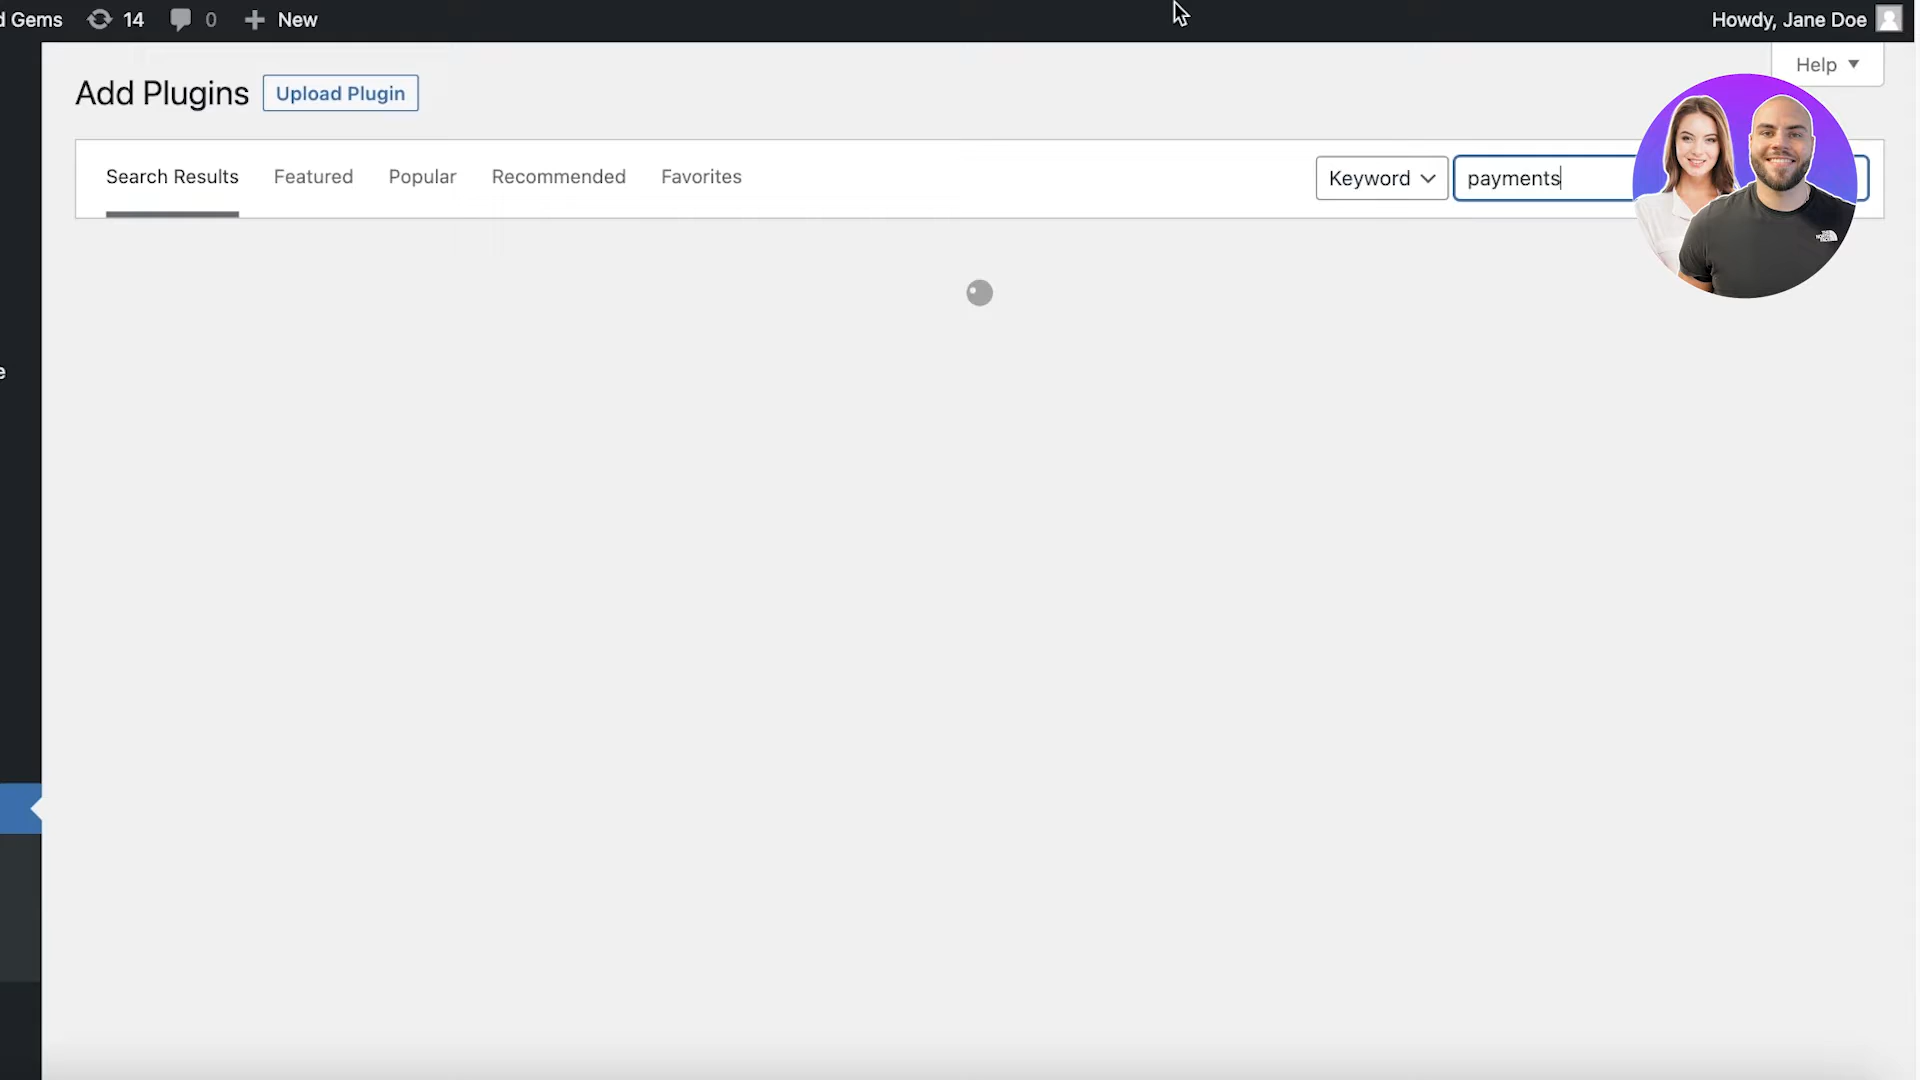 d Gems 14 0 New Howdy, Jane Doe
Help
Add Plugins Upload Plugin
Search Results Featured Popular Recommended Favorites Keyword payments
e